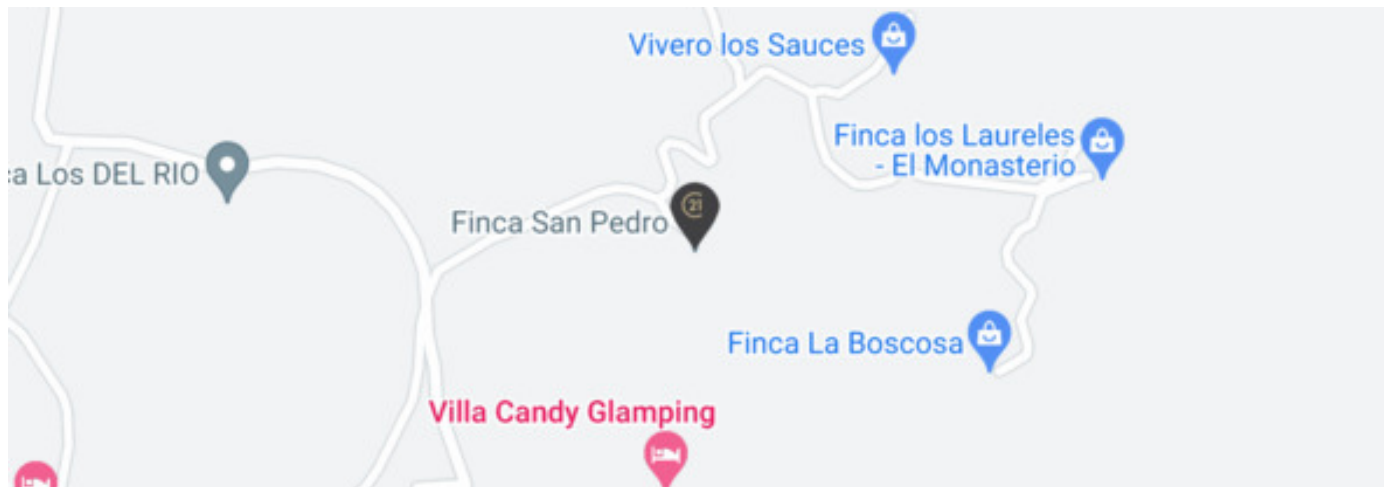 Vivero los Sauces
Finca los Laureles
- El Monasterio
a Los DEL RIO
21
Finca San Pedro
Finca La Boscosa
Villa Candy Glamping